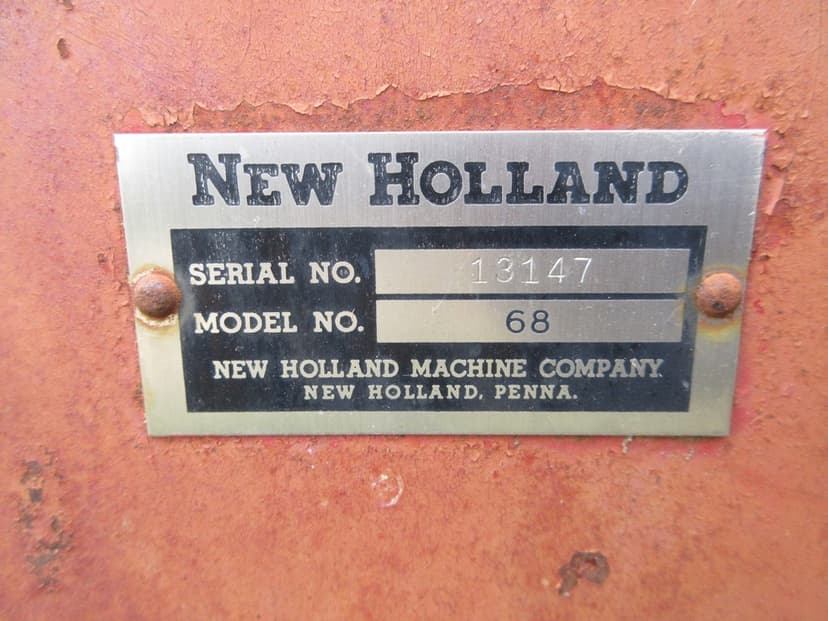 NEW HOLLAND
SERIAL NO. 13147
MODEL NO. 68
NEW HOLLAND MACHINE COMPANY
NEW HOLLAND, PENNA.